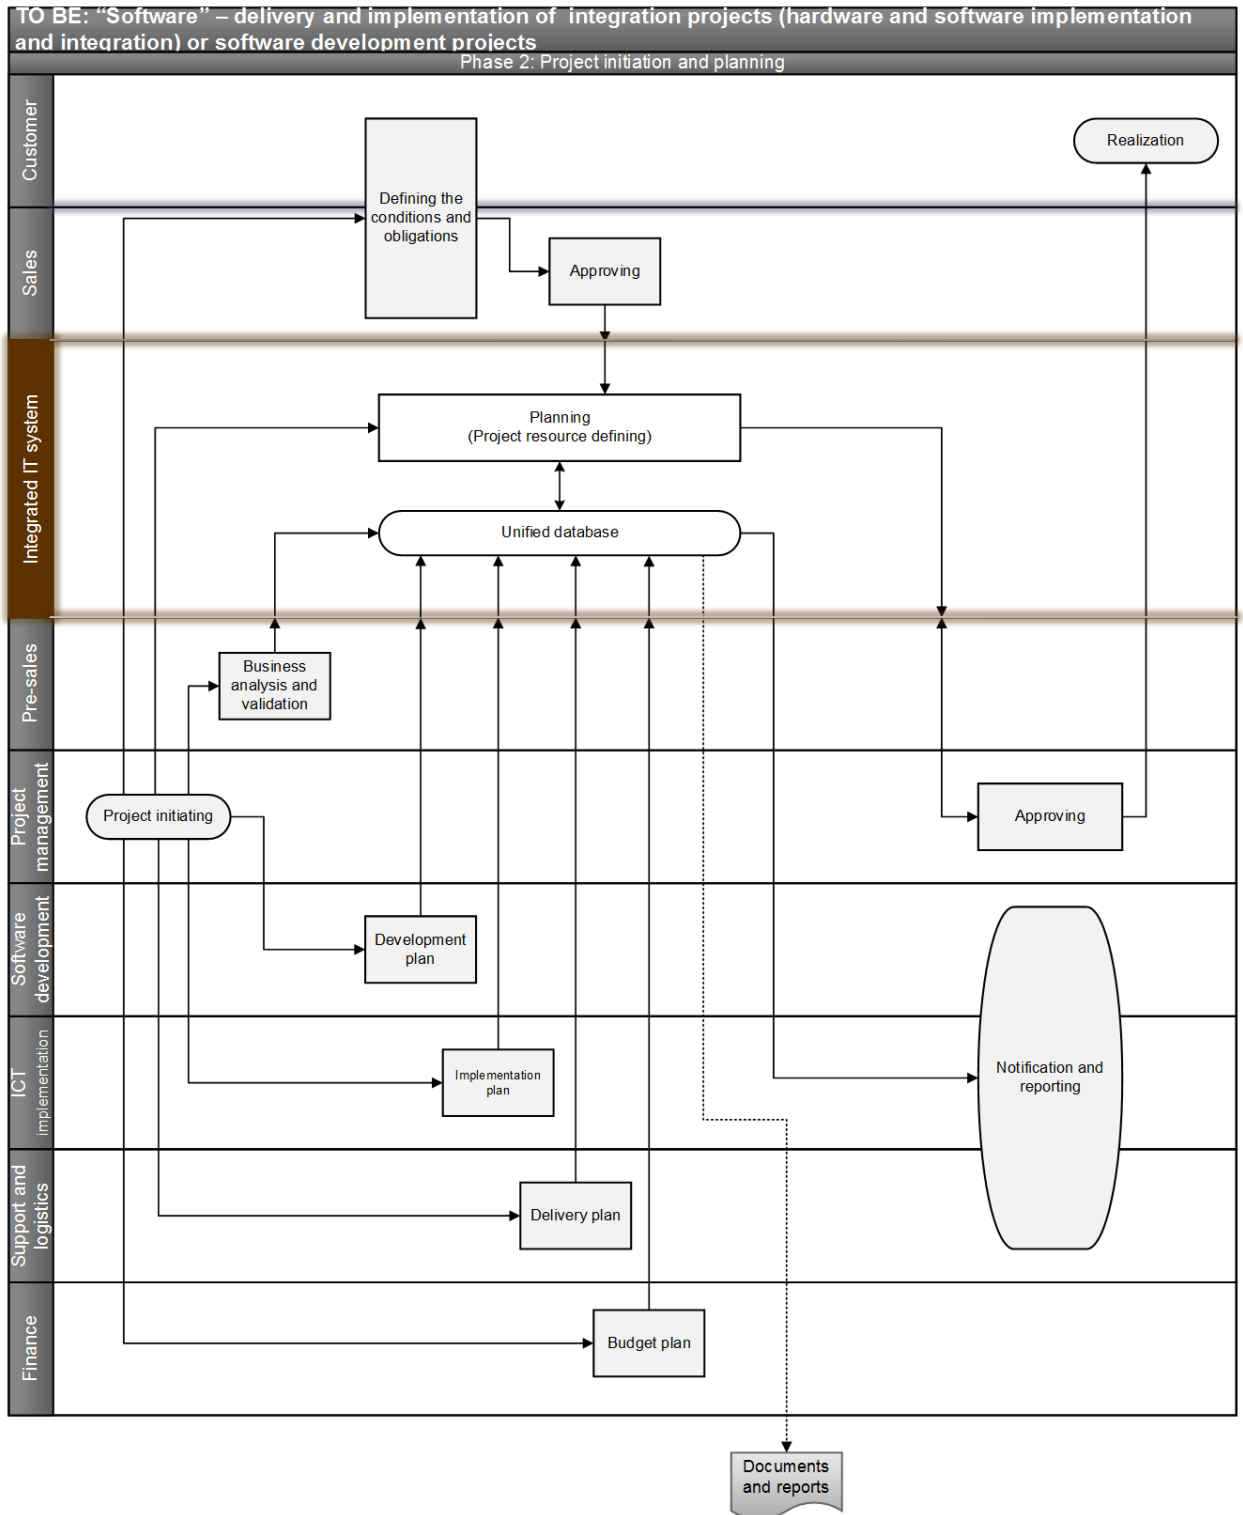 TO BE: “Software” – delivery and implementation of integration projects (hardware and software implementation
and integration) or software development projects
Phase 2: Project initiation and planning
Customer
Realization
Defining the
conditions and
obligations
Sales
Approving
Integrated IT system
Planning
(Project resource defining)
Unified database
Pre-sales
Business
analysis and
validation
Project
management
Project initiating
Approving
Software
development
Development
plan
ICT
implementation
Implementation
plan
Notification and
reporting
Support and
logistics
Delivery plan
Finance
Budget plan
Documents
and reports